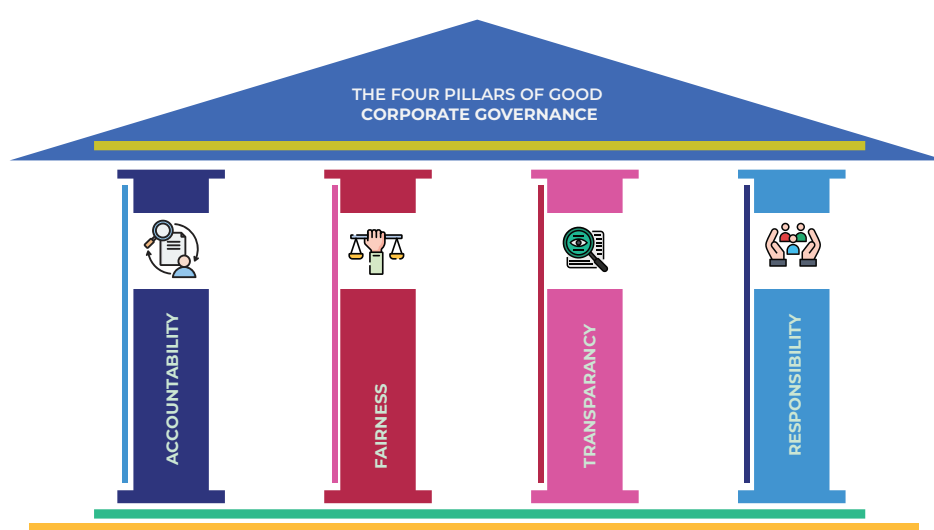 THE FOUR PILLARS OF GOOD
CORPORATE GOVERNANCE
ACCOUNTABILITY
FAIRNESS
TRANSPARANCY
RESPONSIBILITY